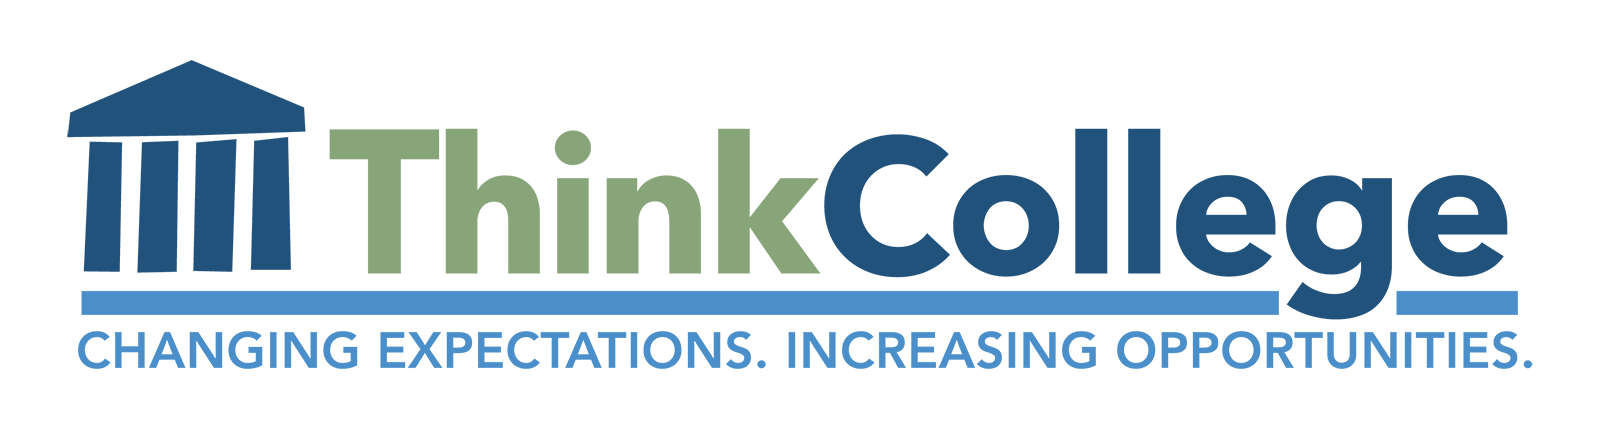 ThinkCollege
CHANGING EXPECTATIONS. INCREASING OPPORTUNITIES.